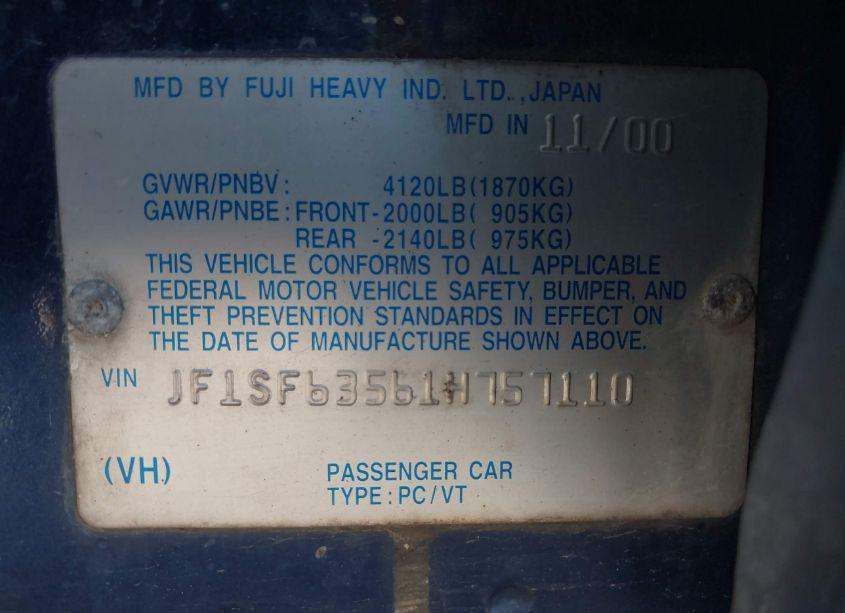 MFD BY FUJI HEAVY IND. LTD.,JAPAN
MFD IN 11/00
GVWR/PNBV: 4120LB(1870KG)
GAWR/PNBE:FRONT-2000LB( 905KG)
REAR -2140LB( 975KG)
THIS VEHICLE CONFORMS TO ALL APPLICABLE
FEDERAL MOTOR VEHICLE SAFETY, BUMPER, AND
THEFT PREVENTION STANDARDS IN EFFECT ON
THE DATE OF MANUFACTURE SHOWN ABOVE.
VIN JF1SF63561H757110
(VH) PASSENGER CAR
TYPE:PC/VT